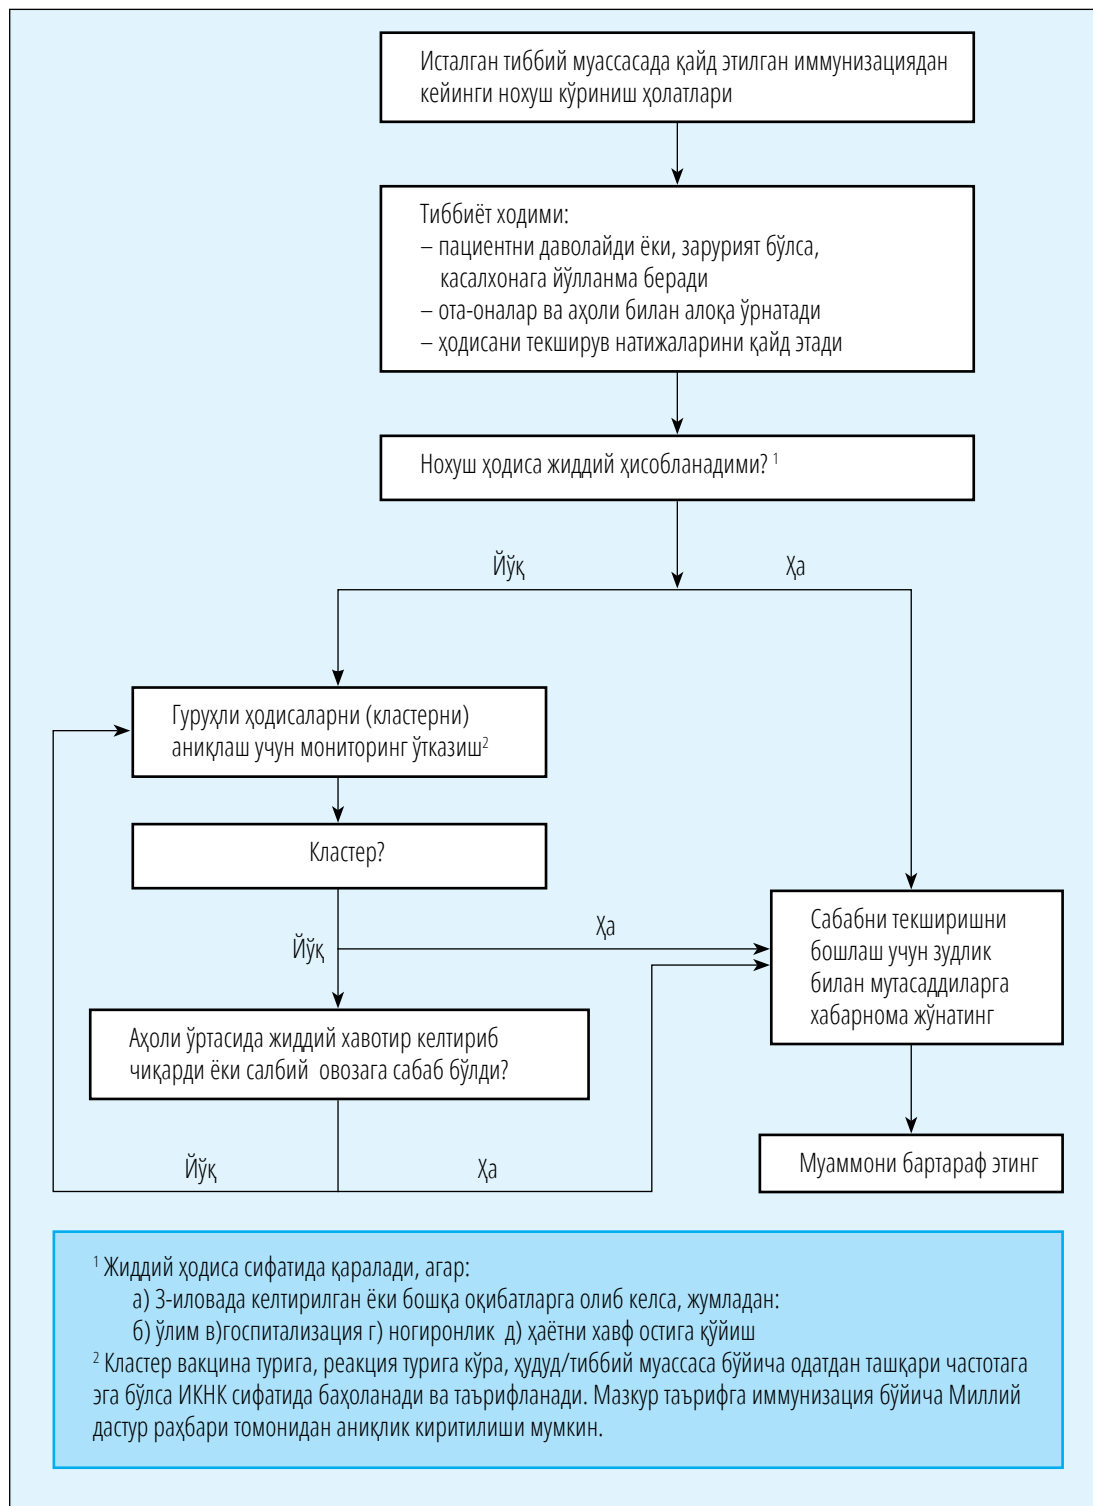 Исталган тиббий муассасада қайд этилган иммунизациядан
кейинги нохуш кўриниш ҳолатлари
Тиббиёт ходими:
– пациентни даволайди ёки, зарурият бўлса,
касалхонага йўлланма беради
– ота-оналар ва аҳоли билан алоқа ўрнатади
– ҳодисани текширув натижаларини қайд этади
Нохуш ҳодиса жиддий ҳисобланадими? ¹
Йўқ
Ҳа
Гуруҳли ҳодисаларни (кластерни)
аниқлаш учун мониторинг ўтказиш²
Кластер?
Йўқ
Ҳа
Сабабни текширишни
бошлаш учун зудлик
билан мутасаддиларга
хабарнома жўнатинг
Аҳоли ўртасида жиддий хавотир келтириб
чиқарди ёки салбий овозага сабаб бўлди?
Йўқ
Ҳа
Муаммони бартараф этинг
¹ Жиддий ҳодиса сифатида қаралади, агар:
а) 3-иловада келтирилган ёки бошқа оқибатларга олиб келса, жумладан:
б) ўлим в)госпитализация г) ногиронлик д) ҳаётни хавф остига қўйиш
² Кластер вакцина турига, реакция турига кўра, ҳудуд/тиббий муассаса бўйича одатдан ташқари частотага
эга бўлса ИКНК сифатида баҳоланади ва таърифланади. Мазкур таърифга иммунизация бўйича Миллий
дастур раҳбари томонидан аниқлик киритилиши мумкин.